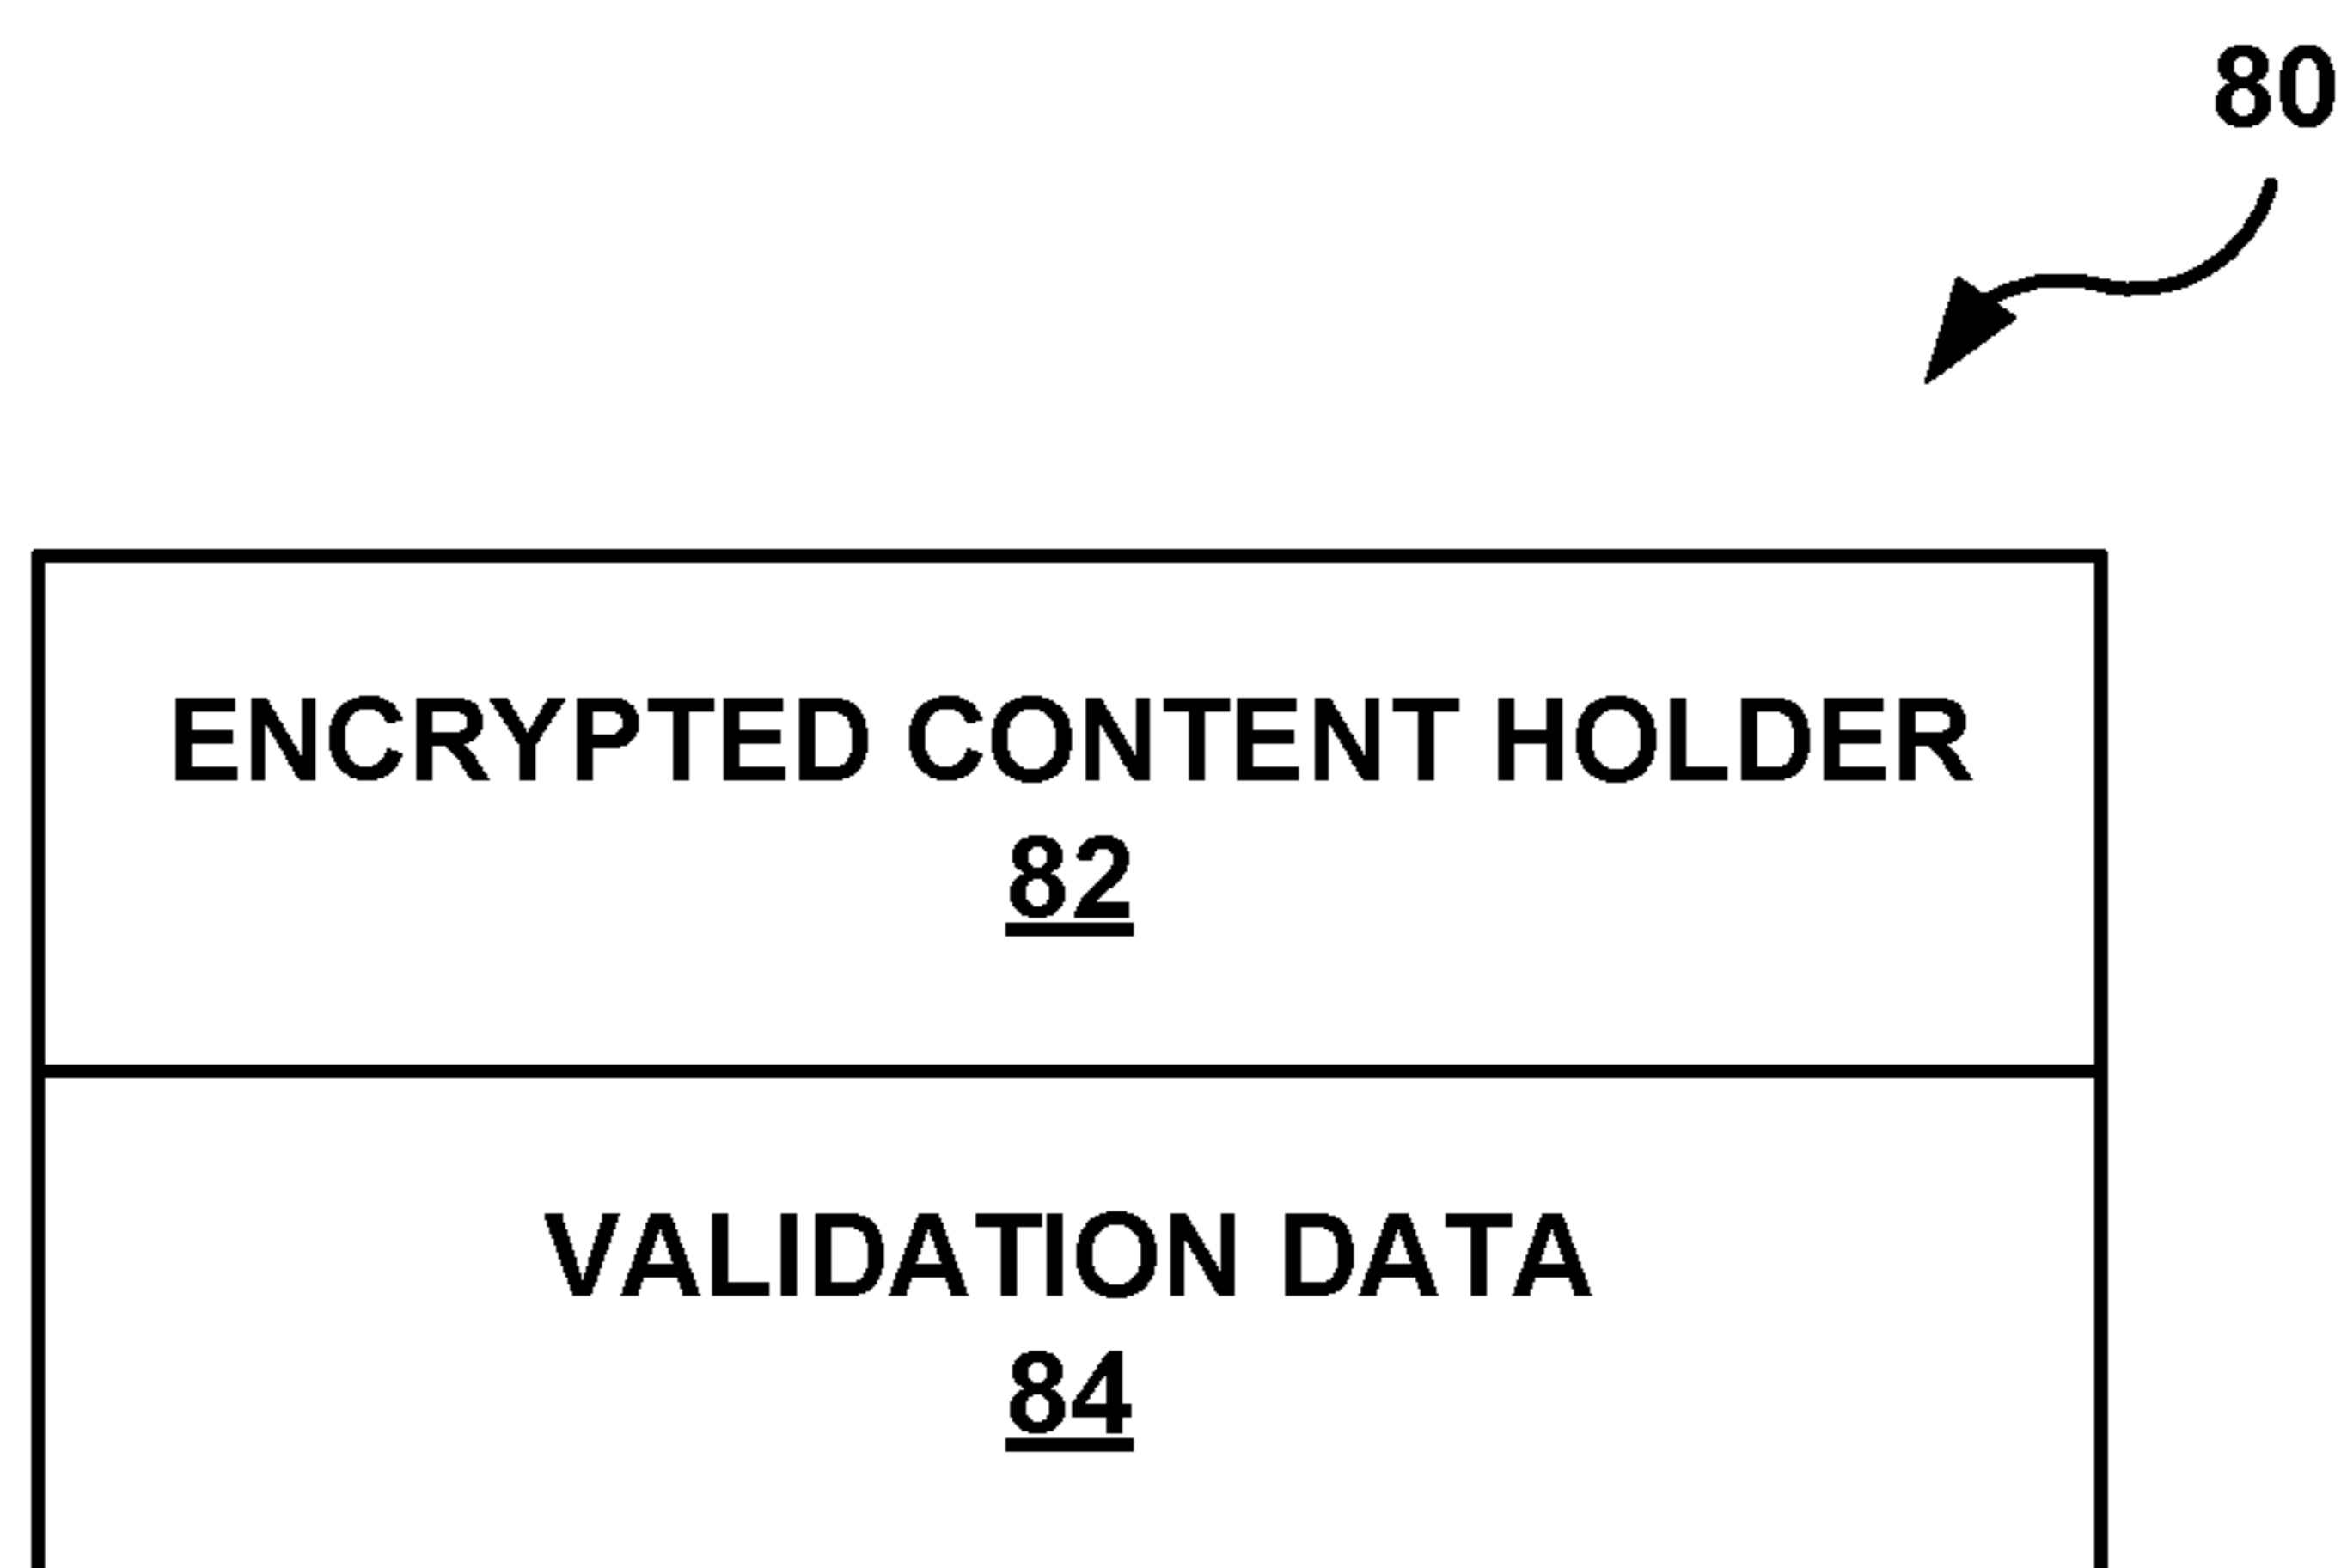 80
ENCRYPTED CONTENT HOLDER
82
VALIDATION DATA
84